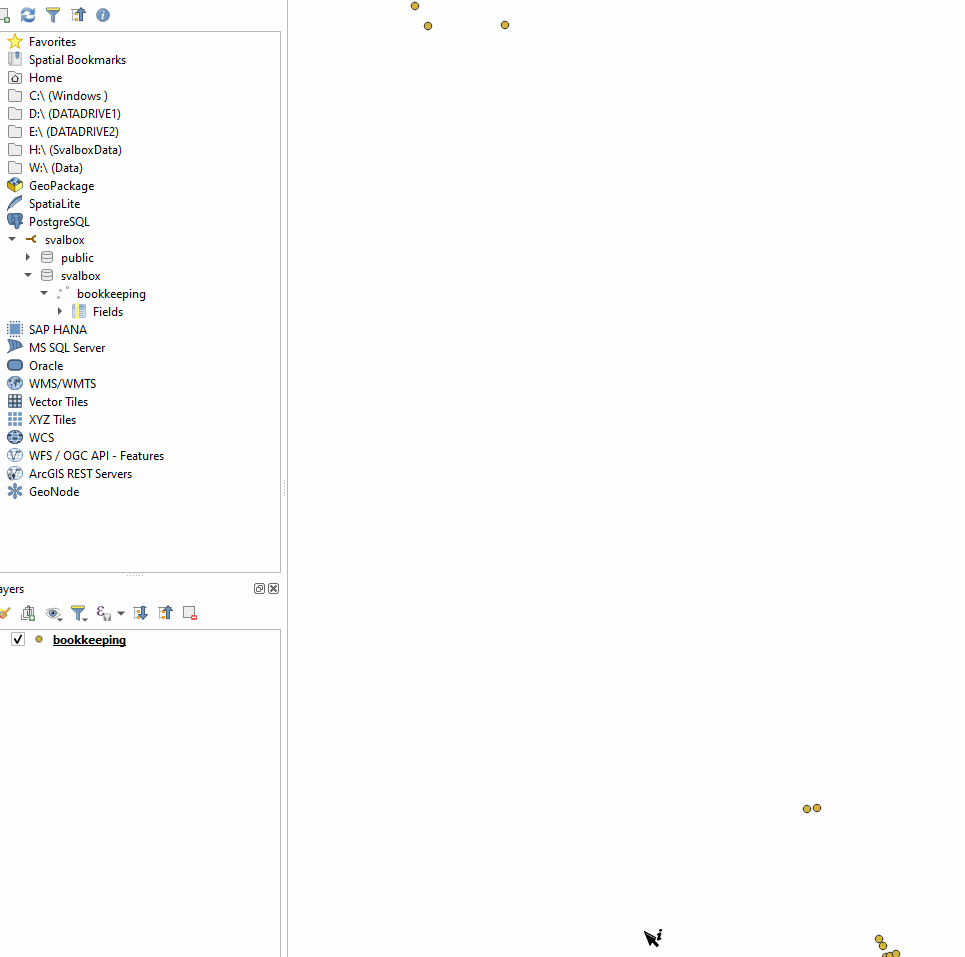 Favorites
Spatial Bookmarks
Home
C:\ (Windows )
D:\ (DATADRIVE1)
E:\ (DATADRIVE2)
H:\ (SvalboxData)
W:\ (Data)
GeoPackage
SpatiaLite
PostgreSQL
svalbox
public
svalbox
bookkeeping
Fields
SAP HANA
MS SQL Server
Oracle
WMS/WMTS
Vector Tiles
XYZ Tiles
WCS
WFS / OGC API - Features
ArcGIS REST Servers
GeoNode
ayers
bookkeeping